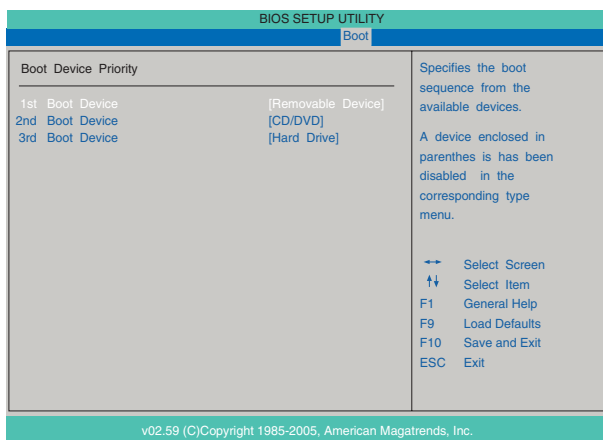 BIOS SETUP UTILITY
Boot
Boot Device Priority
1st Boot Device [Removable Device]
2nd Boot Device [CD/DVD]
3rd Boot Device [Hard Drive]
Specifies the boot
sequence from the
available devices.
A device enclosed in
parenthes is has been
disabled in the
corresponding type
menu.
↔ Select Screen
↑↓ Select Item
F1 General Help
F9 Load Defaults
F10 Save and Exit
ESC Exit
v02.59 (C)Copyright 1985-2005, American Magatrends, Inc.